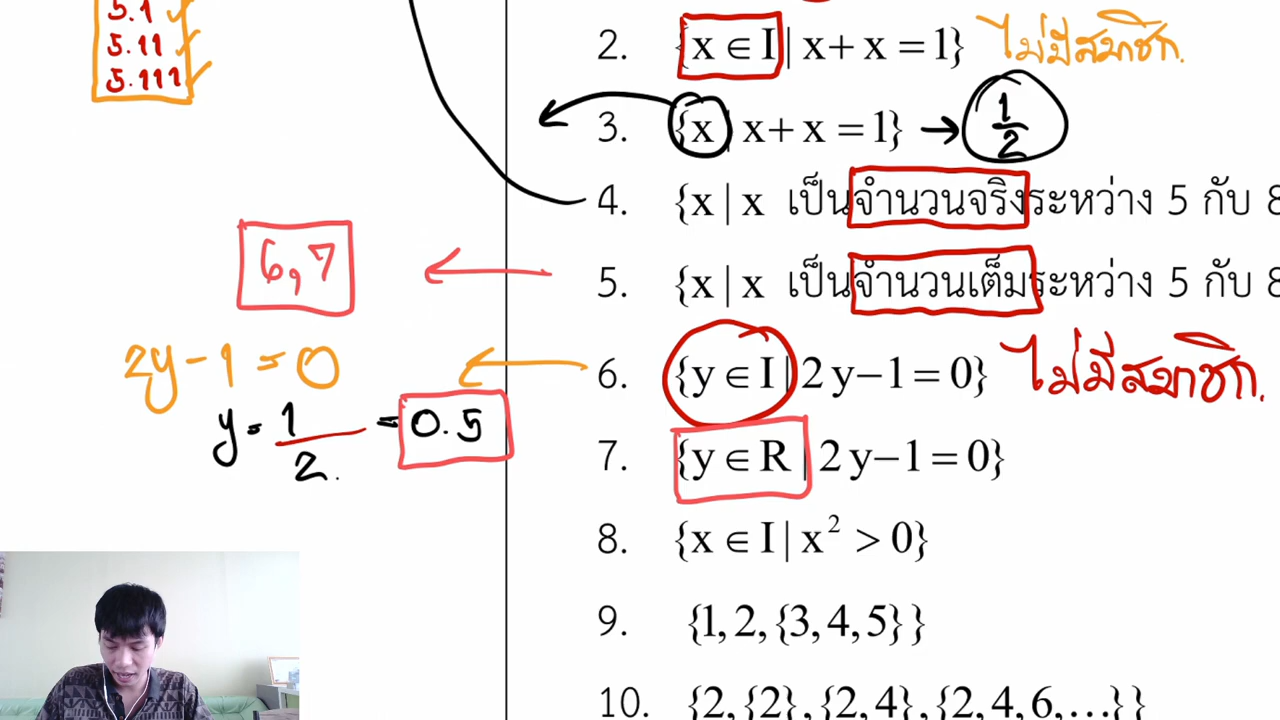 5.1
5.11
5.111
2. {x ∈ I | x + x = 1} ไม่มีสมาชิก.
3. {x | x + x = 1} → 1/2
4. {x | x เป็นจำนวนจริงระหว่าง 5 กับ 8
5. {x | x เป็นจำนวนเต็มระหว่าง 5 กับ 8
6,7
6. {y ∈ I | 2y − 1 = 0} ไม่มีสมาชิก.
2y − 1 = 0
y = 1/2 = 0.5
7. {y ∈ R | 2y − 1 = 0}
8. {x ∈ I | x² > 0}
9. {1, 2, {3, 4, 5}}
10. {2, {2}, {2, 4}, {2, 4, 6, ...}}